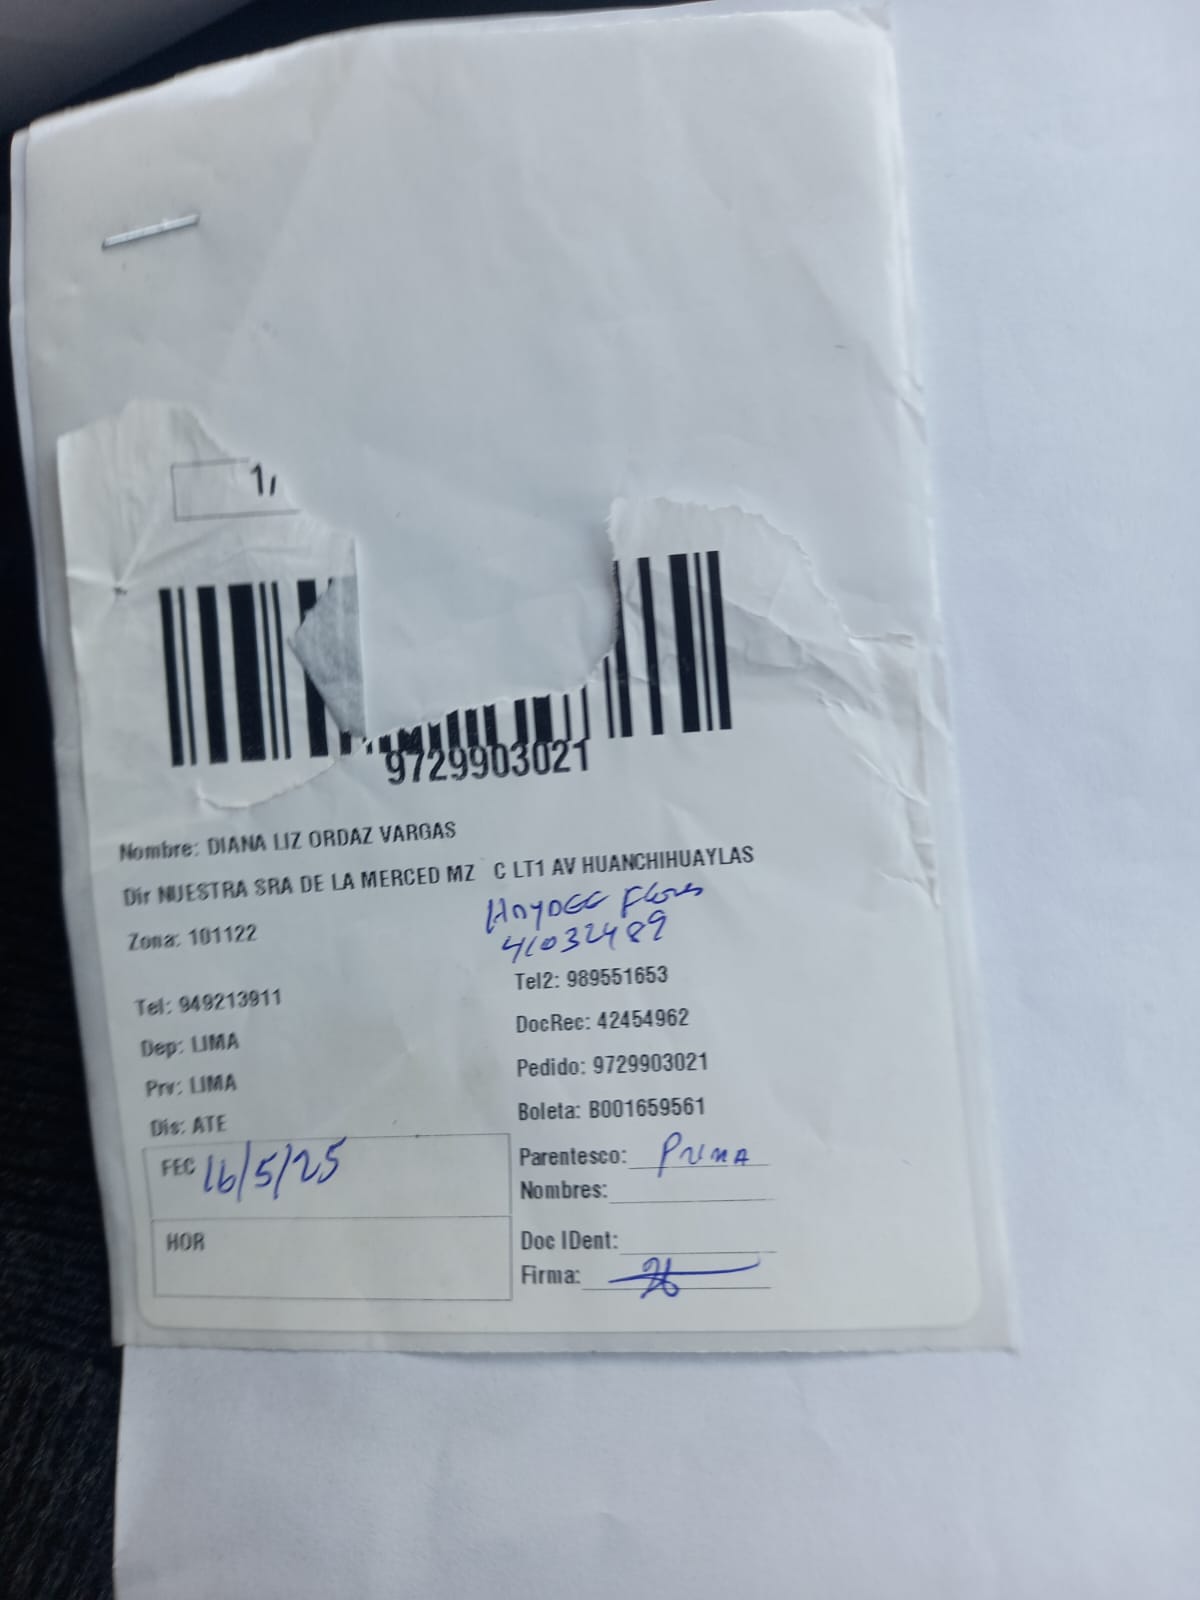 1/
9729903021
Nombre: DIANA LIZ ORDAZ VARGAS
Dir NUESTRA SRA DE LA MERCED MZ C LT1 AV HUANCHIHUAYLAS
HAYDEE Flores
41032489
Zona: 101122
Tel2: 989551653
Tel: 949213911
DocRec: 42454962
Dep: LIMA
Pedido: 9729903021
Prv: LIMA
Boleta: B001659561
Dis: ATE
FEC 16/5/25
Parentesco: PRIMA
Nombres:
HOR
Doc IDent:
Firma: